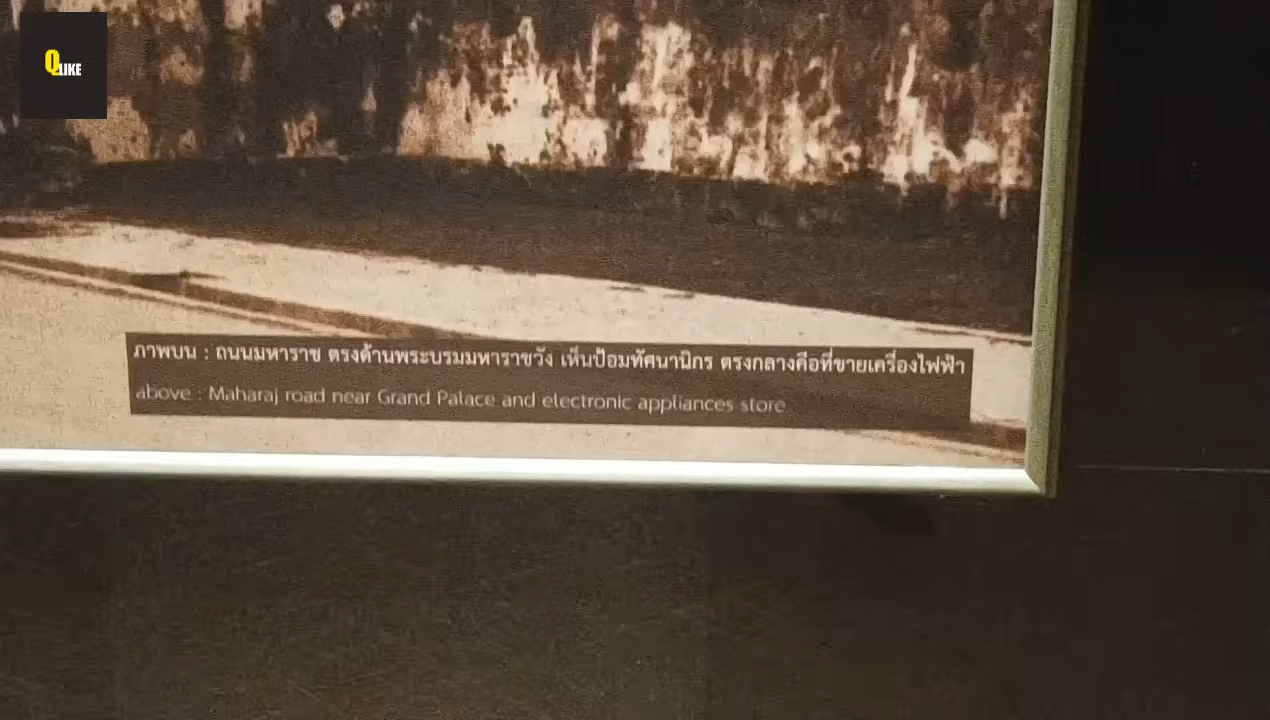 QLIKE
ภาพบน : ถนนมหาราช ตรงด้านพระบรมมหาราชวัง เห็นป้อมทัศนานิกร ตรงกลางคือที่ขายเครื่องไฟฟ้า
above : Maharaj road near Grand Palace and electronic appliances store